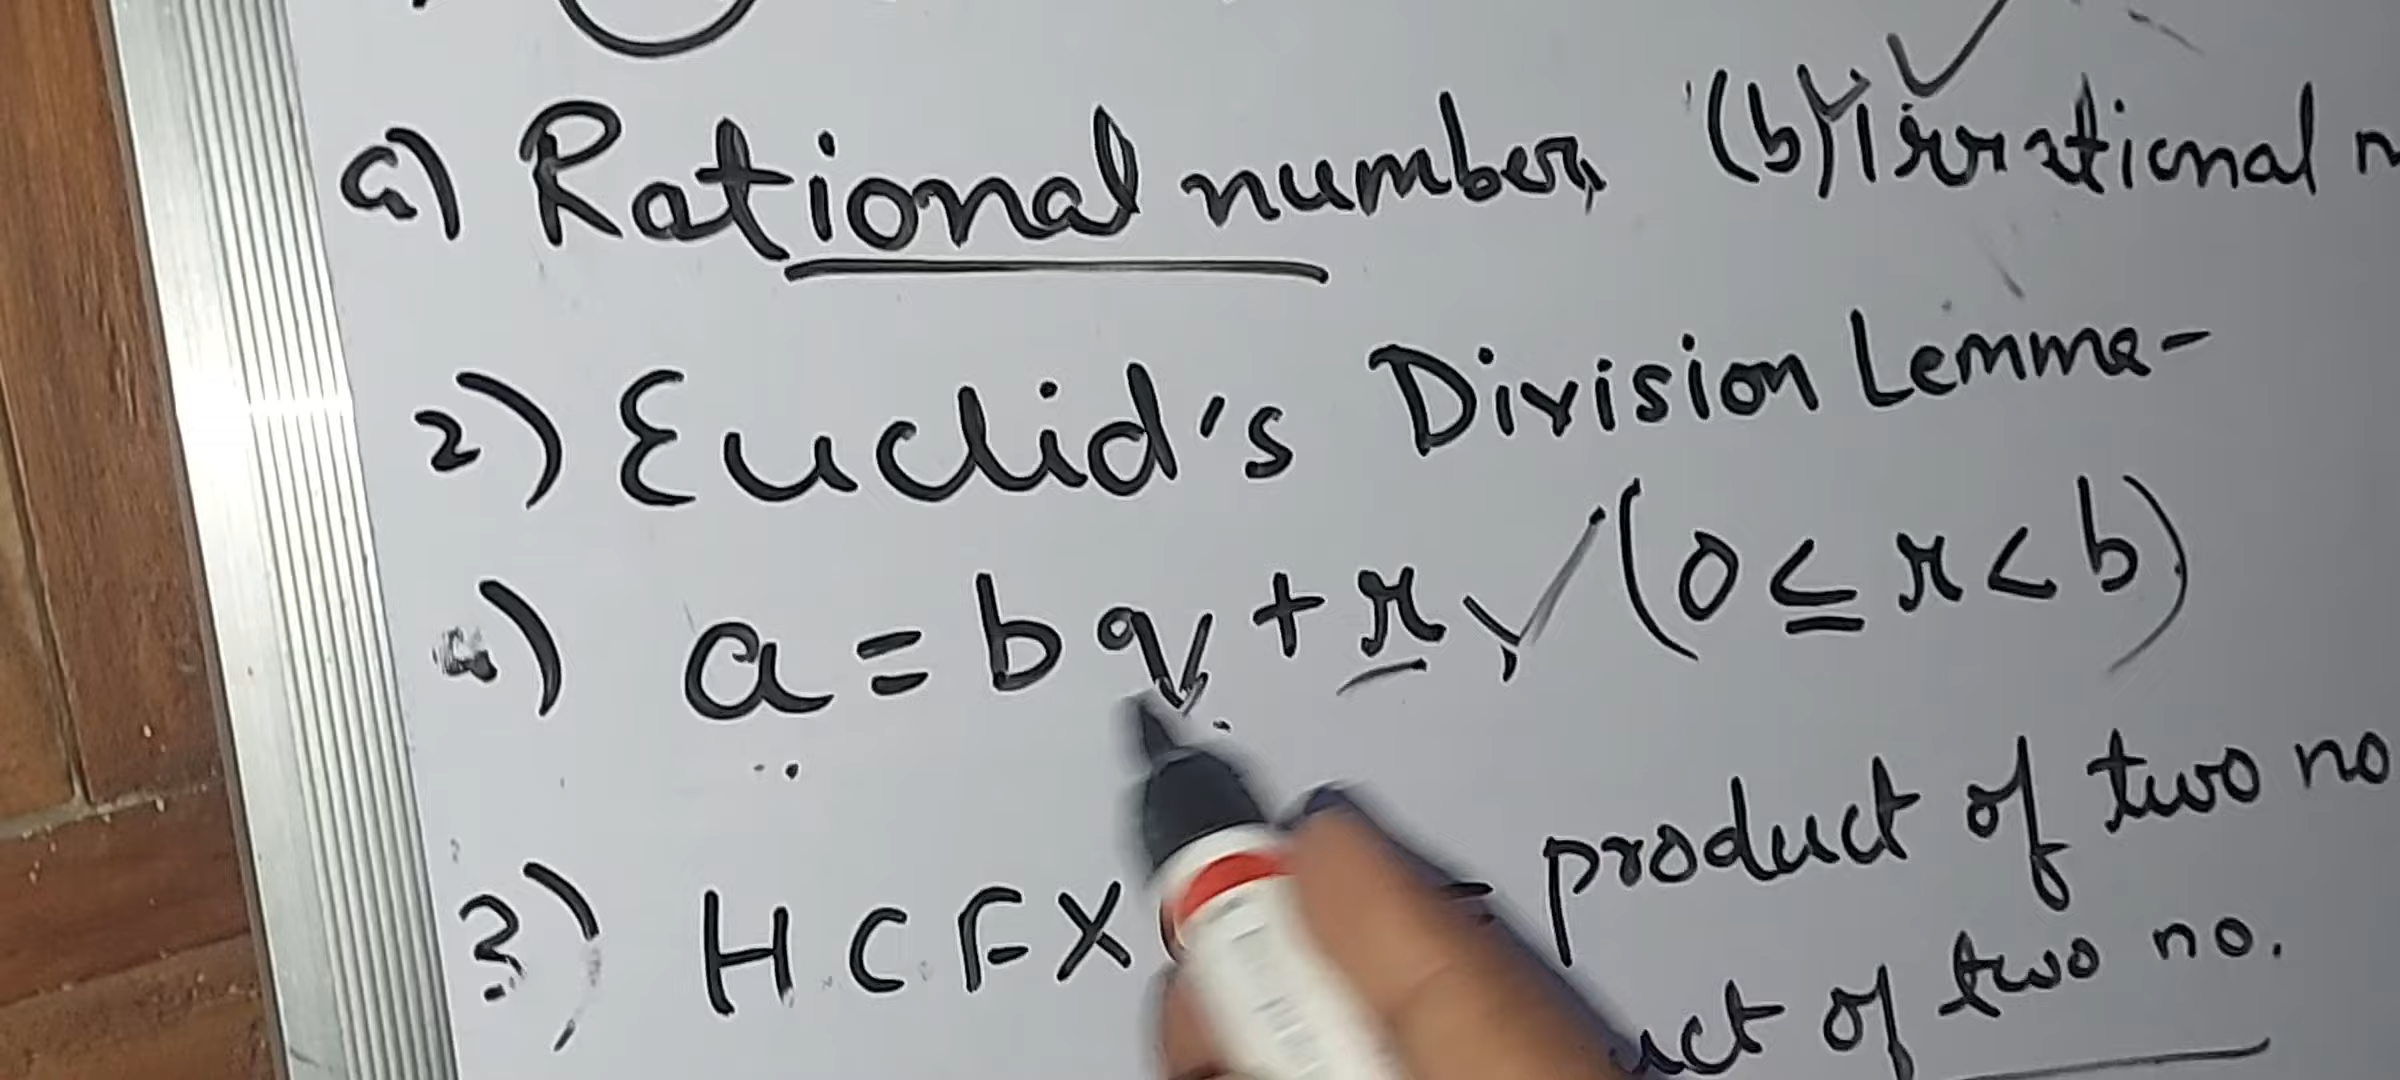 a) Rational number, (b) Irrational
2) Euclid's Division Lemma-
a) a = bq + r, (0 ≤ r < b)
3) HCF X = product of two no
of two no.